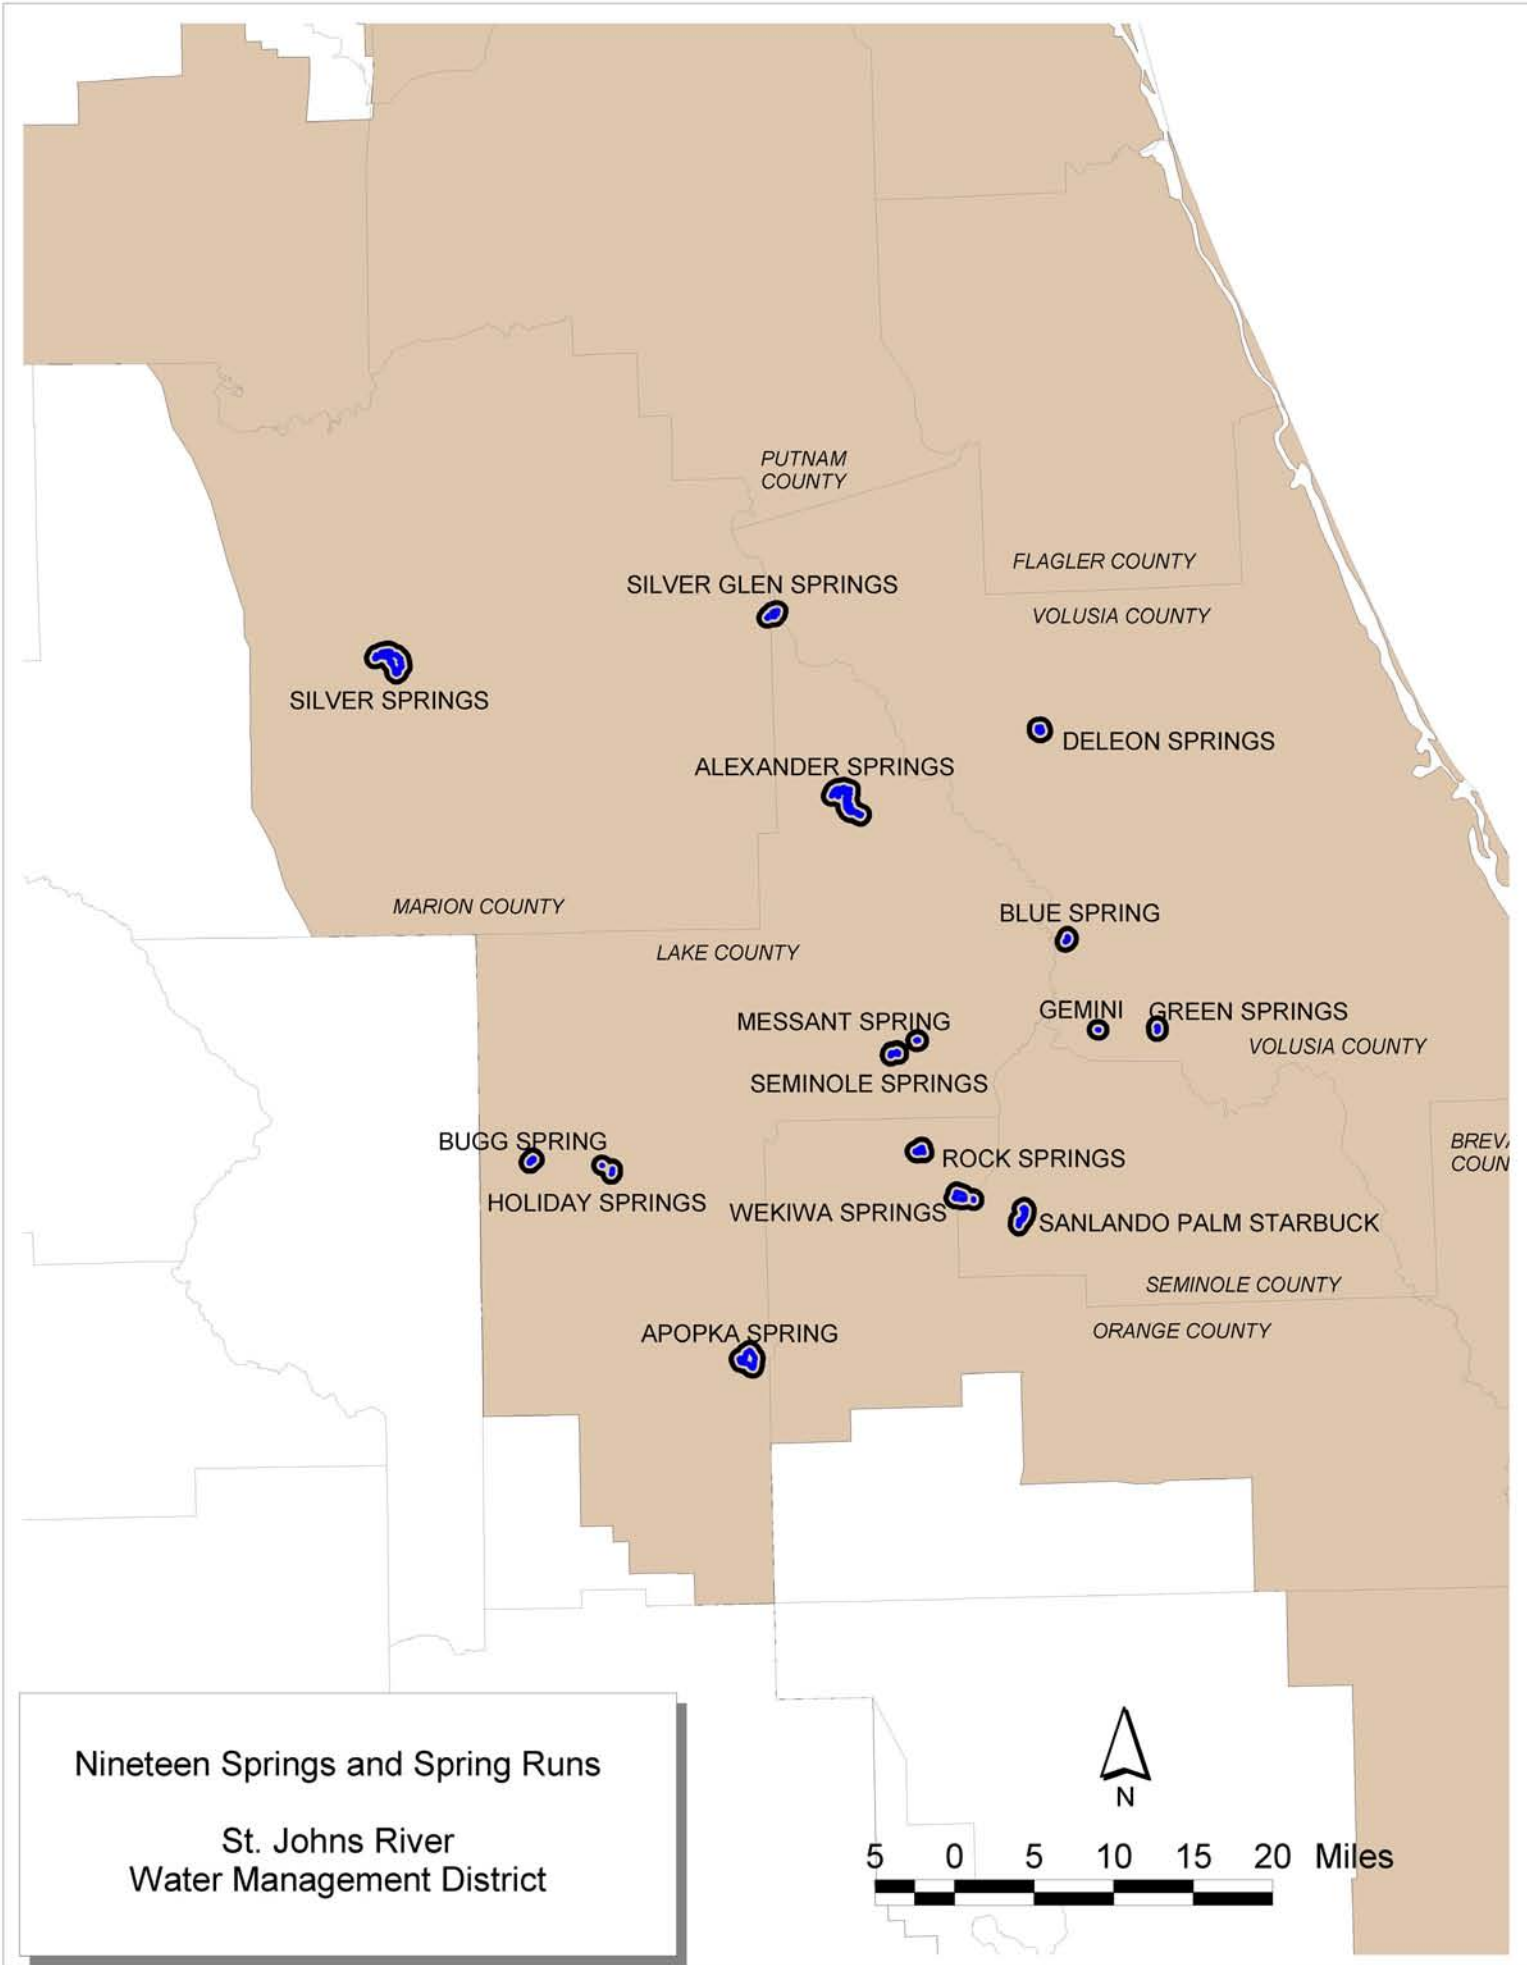 PUTNAM
COUNTY
FLAGLER COUNTY
SILVER GLEN SPRINGS
VOLUSIA COUNTY
SILVER SPRINGS
DELEON SPRINGS
ALEXANDER SPRINGS
MARION COUNTY
BLUE SPRING
LAKE COUNTY
GEMINI
GREEN SPRINGS
MESSANT SPRING
VOLUSIA COUNTY
SEMINOLE SPRINGS
BUGG SPRING
BREVA
COUN
ROCK SPRINGS
HOLIDAY SPRINGS
WEKIWA SPRINGS
SANLANDO PALM STARBUCK
SEMINOLE COUNTY
APOPKA SPRING
ORANGE COUNTY
Nineteen Springs and Spring Runs
St. Johns River
Water Management District
N
5 0 5 10 15 20 Miles